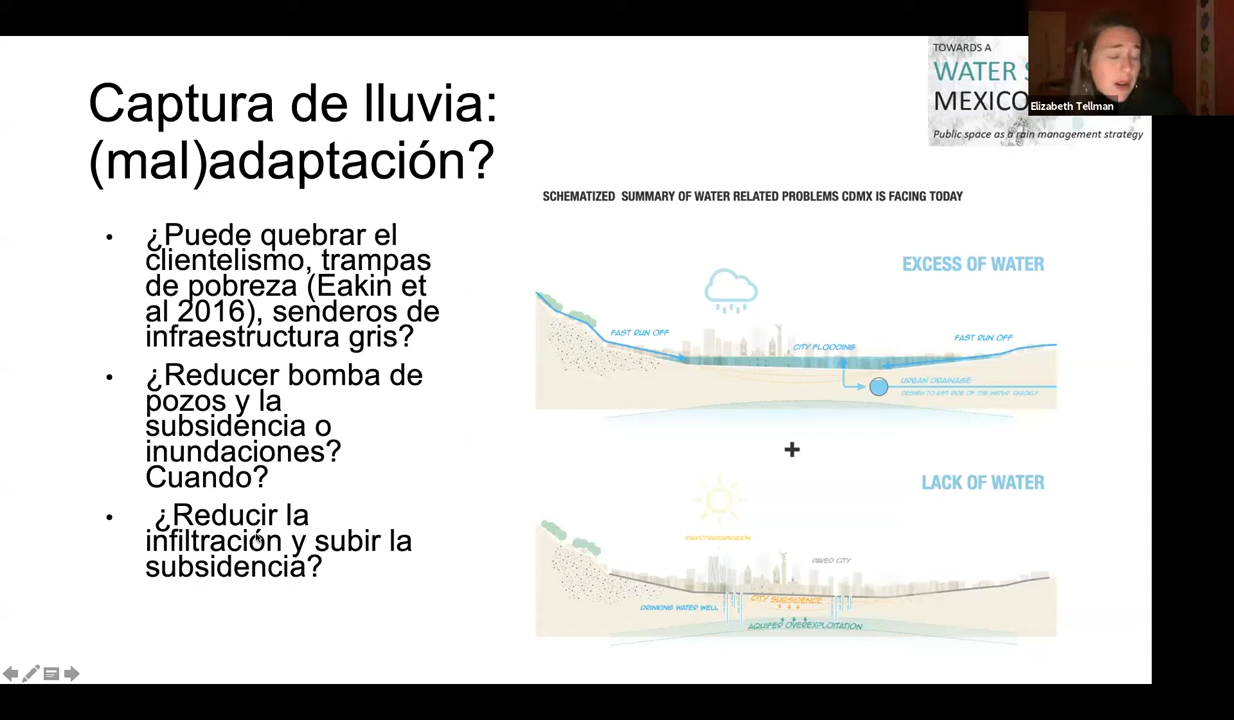 Captura de lluvia:
(mal)adaptación?
¿Puede quebrar el
clientelismo, trampas
de pobreza (Eakin et
al 2016), senderos de
infraestructura gris?
¿Reducer bomba de
pozos y la
subsidencia o
inundaciones?
Cuando?
¿Reducir la
infiltración y subir la
subsidencia?
TOWARDS A
WATER
MEXICO
Public space as a rain management strategy
Elizabeth Tellman
SCHEMATIZED SUMMARY OF WATER RELATED PROBLEMS CDMX IS FACING TODAY
EXCESS OF WATER
FAST RUN OFF
CITY FLOODING
FAST RUN OFF
URBAN DRAINAGE
DESIGN TO GET RID OF THE WATER QUICKLY
+
LACK OF WATER
EVAPOTRANSPIRATION
PAVED CITY
DRINKING WATER WELL
CITY SUBSIDENCE
AQUIFER OVEREXPLOITATION